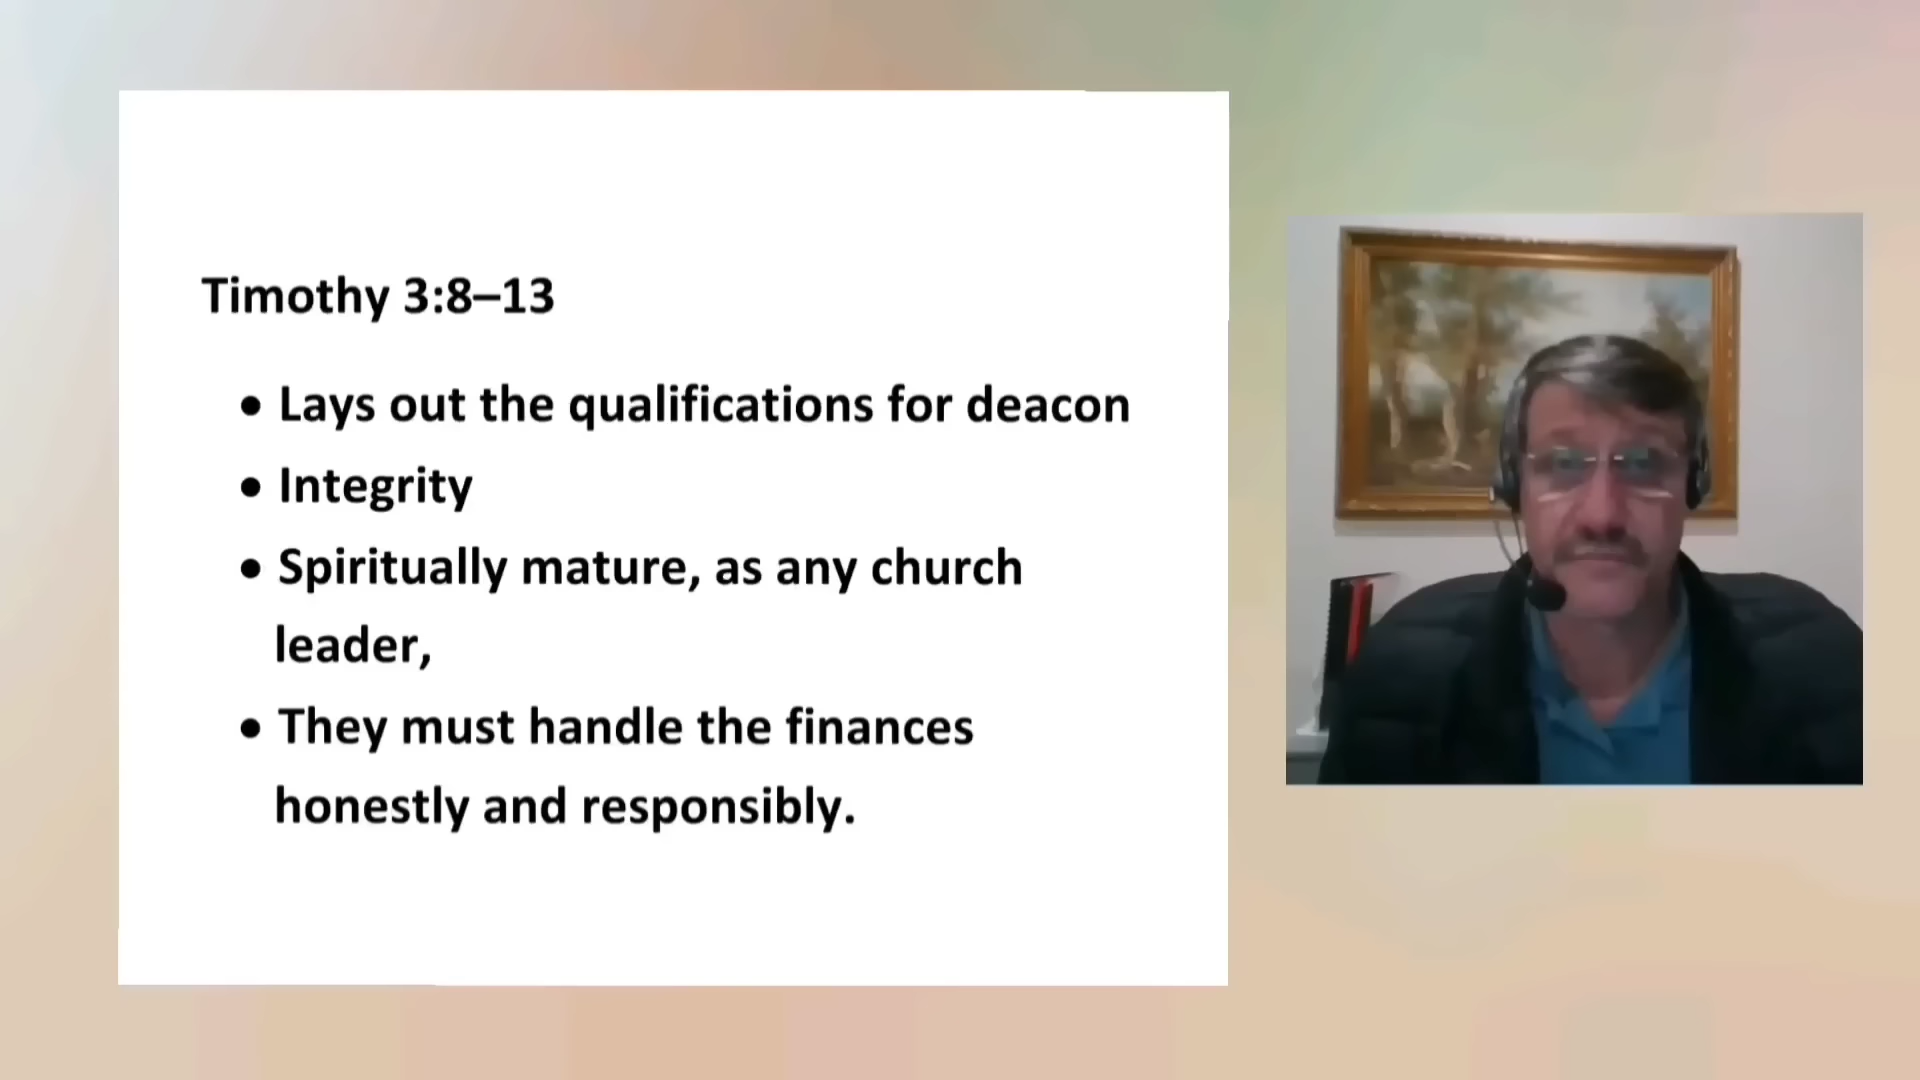 Timothy 3:8–13
• Lays out the qualifications for deacon
• Integrity
• Spiritually mature, as any church
leader,
• They must handle the finances
honestly and responsibly.